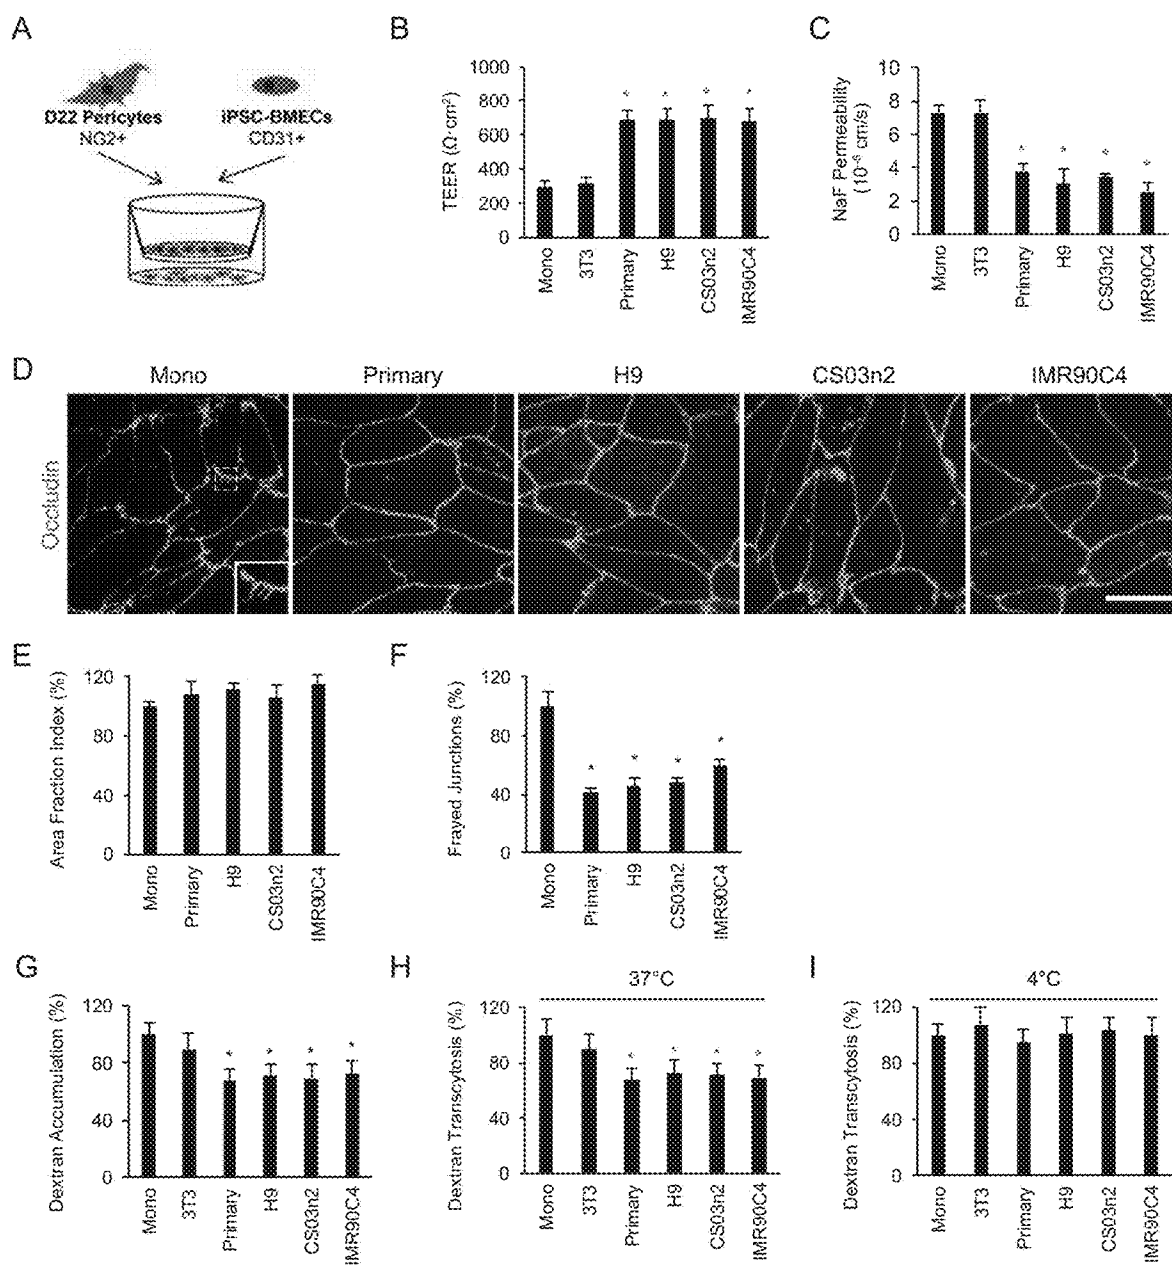 A
D22 Pericytes
NG2+
iPSC-BMECs
CD31+
B
TEER (Ω·cm²)
1000
800
600
400
200
0
Mono
3T3
Primary
H9
CS03n2
IMR90C4
* * * *
C
NaF Permeability
(10⁻⁶ cm/s)
10
8
6
4
2
0
Mono
3T3
Primary
H9
CS03n2
IMR90C4
* * * *
D
Mono
Primary
H9
CS03n2
IMR90C4
Occludin
E
Area Fraction Index (%)
120
80
40
0
Mono
Primary
H9
CS03n2
IMR90C4
F
Frayed Junctions (%)
120
80
40
0
Mono
Primary
H9
CS03n2
IMR90C4
* * * *
G
Dextran Accumulation (%)
120
80
40
0
Mono
3T3
Primary
H9
CS03n2
IMR90C4
* * * *
H
37°C
Dextran Transcytosis (%)
120
80
40
0
Mono
3T3
Primary
H9
CS03n2
IMR90C4
* * * *
I
4°C
Dextran Transcytosis (%)
120
80
40
0
Mono
3T3
Primary
H9
CS03n2
IMR90C4